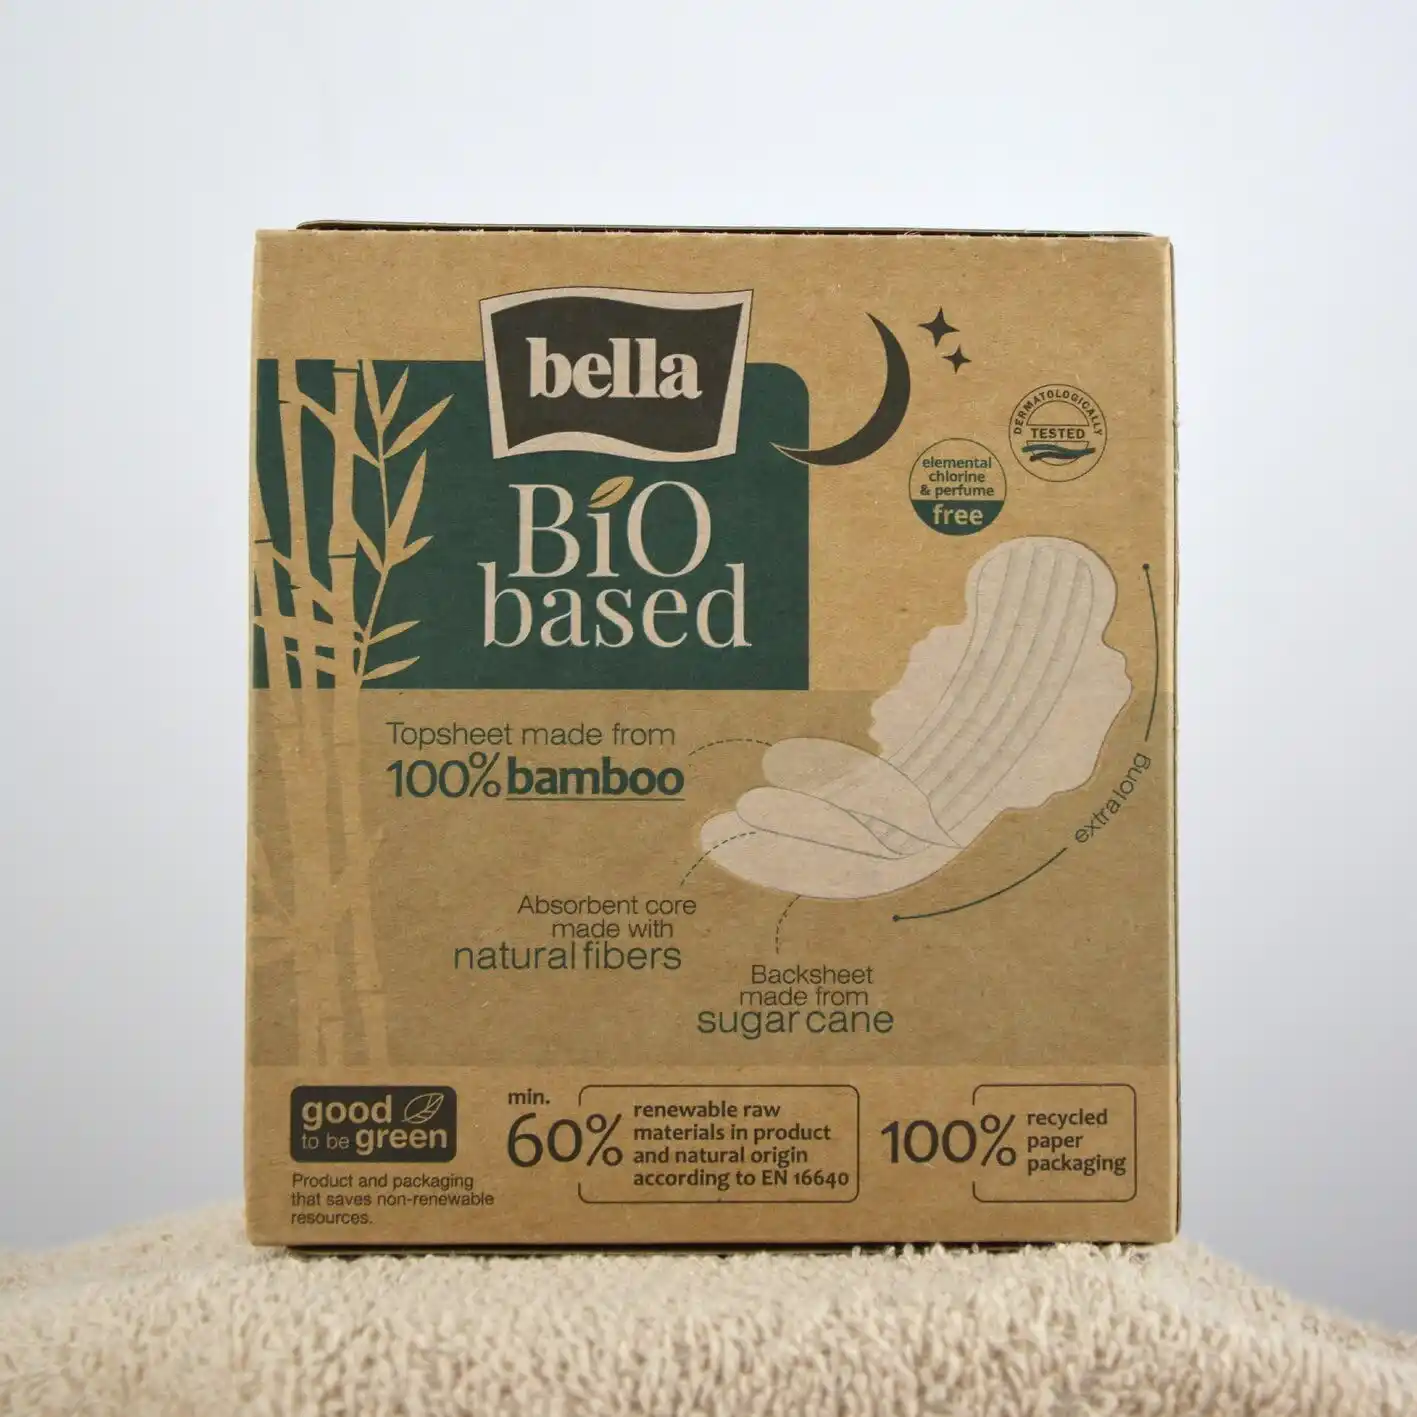 bella
BiO
based
DERMATOLOGICALLY
TESTED
elemental
chlorine
& perfume
free
Topsheet made from
100% bamboo
extra long
Absorbent core
made with
natural fibers
Backsheet
made from
sugar cane
good
to be green
Product and packaging
that saves non-renewable
resources.
min.
60%
renewable raw
materials in product
and natural origin
according to EN 16640
100%
recycled
paper
packaging